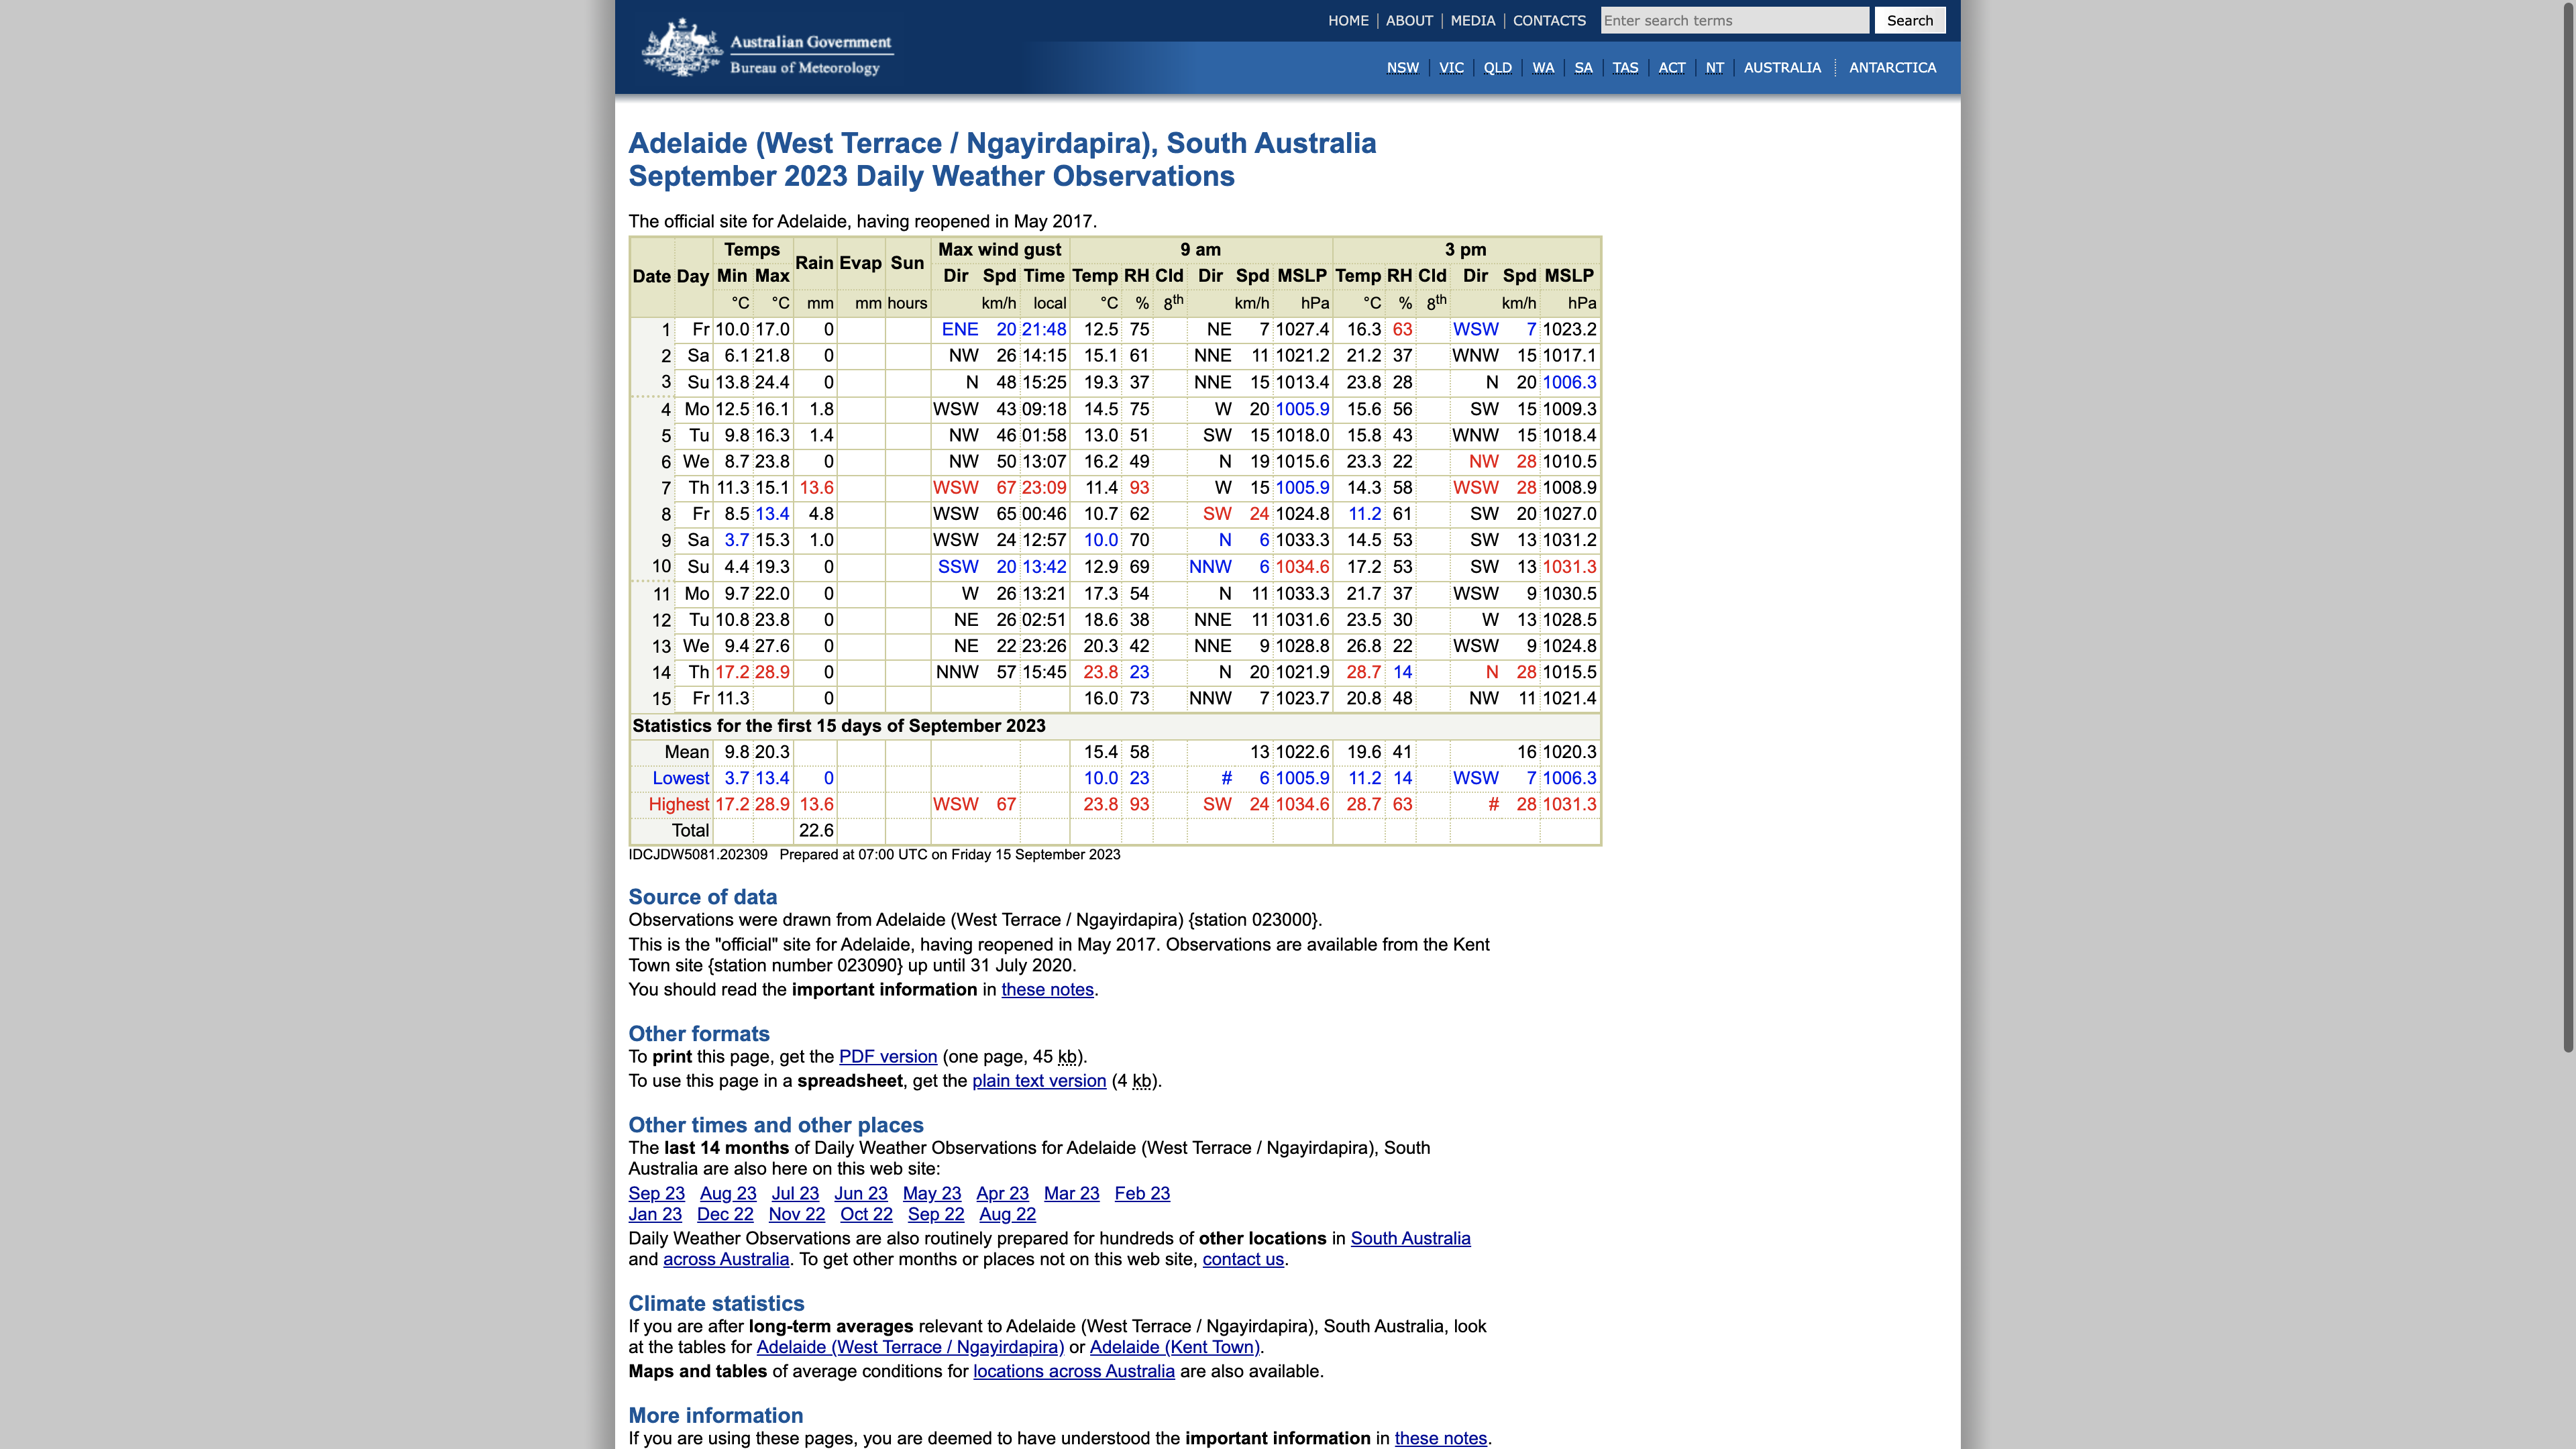 HOME ABOUT MEDIA CONTACTS Enter search terms Search
Australian Government
Bureau of Meteorology
NSW VIC QLD WA SA TAS ACT NT AUSTRALIA ANTARCTICA
Adelaide (West Terrace / Ngayirdapira), South Australia
September 2023 Daily Weather Observations
The official site for Adelaide, having reopened in May 2017.
Date Day Temps Rain Evap Sun Max wind gust 9 am 3 pm
Min Max Dir Spd Time Temp RH Cld Dir Spd MSLP Temp RH Cld Dir Spd MSLP
°C °C mm mm hours km/h local °C % 8th km/h hPa °C % 8th km/h hPa
1 Fr 10.0 17.0 0 ENE 20 21:48 12.5 75 NE 7 1027.4 16.3 63 WSW 7 1023.2
2 Sa 6.1 21.8 0 NW 26 14:15 15.1 61 NNE 11 1021.2 21.2 37 WNW 15 1017.1
3 Su 13.8 24.4 0 N 48 15:25 19.3 37 NNE 15 1013.4 23.8 28 N 20 1006.3
4 Mo 12.5 16.1 1.8 WSW 43 09:18 14.5 75 W 20 1005.9 15.6 56 SW 15 1009.3
5 Tu 9.8 16.3 1.4 NW 46 01:58 13.0 51 SW 15 1018.0 15.8 43 WNW 15 1018.4
6 We 8.7 23.8 0 NW 50 13:07 16.2 49 N 19 1015.6 23.3 22 NW 28 1010.5
7 Th 11.3 15.1 13.6 WSW 67 23:09 11.4 93 W 15 1005.9 14.3 58 WSW 28 1008.9
8 Fr 8.5 13.4 4.8 WSW 65 00:46 10.7 62 SW 24 1024.8 11.2 61 SW 20 1027.0
9 Sa 3.7 15.3 1.0 WSW 24 12:57 10.0 70 N 6 1033.3 14.5 53 SW 13 1031.2
10 Su 4.4 19.3 0 SSW 20 13:42 12.9 69 NNW 6 1034.6 17.2 53 SW 13 1031.3
11 Mo 9.7 22.0 0 W 26 13:21 17.3 54 N 11 1033.3 21.7 37 WSW 9 1030.5
12 Tu 10.8 23.8 0 NE 26 02:51 18.6 38 NNE 11 1031.6 23.5 30 W 13 1028.5
13 We 9.4 27.6 0 NE 22 23:26 20.3 42 NNE 9 1028.8 26.8 22 WSW 9 1024.8
14 Th 17.2 28.9 0 NNW 57 15:45 23.8 23 N 20 1021.9 28.7 14 N 28 1015.5
15 Fr 11.3 0 16.0 73 NNW 7 1023.7 20.8 48 NW 11 1021.4
Statistics for the first 15 days of September 2023
Mean 9.8 20.3 15.4 58 13 1022.6 19.6 41 16 1020.3
Lowest 3.7 13.4 0 10.0 23 # 6 1005.9 11.2 14 WSW 7 1006.3
Highest 17.2 28.9 13.6 WSW 67 23.8 93 SW 24 1034.6 28.7 63 # 28 1031.3
Total 22.6
IDCJDW5081.202309 Prepared at 07:00 UTC on Friday 15 September 2023
Source of data
Observations were drawn from Adelaide (West Terrace / Ngayirdapira) {station 023000}.
This is the "official" site for Adelaide, having reopened in May 2017. Observations are available from the Kent
Town site {station number 023090} up until 31 July 2020.
You should read the important information in these notes.
Other formats
To print this page, get the PDF version (one page, 45 kb).
To use this page in a spreadsheet, get the plain text version (4 kb).
Other times and other places
The last 14 months of Daily Weather Observations for Adelaide (West Terrace / Ngayirdapira), South
Australia are also here on this web site:
Sep 23 Aug 23 Jul 23 Jun 23 May 23 Apr 23 Mar 23 Feb 23
Jan 23 Dec 22 Nov 22 Oct 22 Sep 22 Aug 22
Daily Weather Observations are also routinely prepared for hundreds of other locations in South Australia
and across Australia. To get other months or places not on this web site, contact us.
Climate statistics
If you are after long-term averages relevant to Adelaide (West Terrace / Ngayirdapira), South Australia, look
at the tables for Adelaide (West Terrace / Ngayirdapira) or Adelaide (Kent Town).
Maps and tables of average conditions for locations across Australia are also available.
More information
If you are using these pages, you are deemed to have understood the important information in these notes.